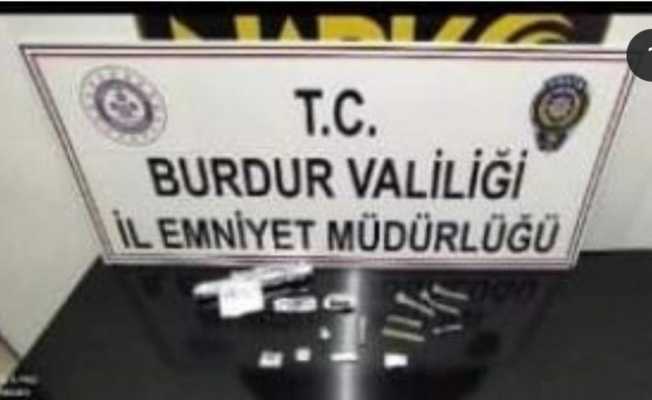 T.C.
BURDUR VALİLİĞİ
İL EMNİYET MÜDÜRLÜĞÜ